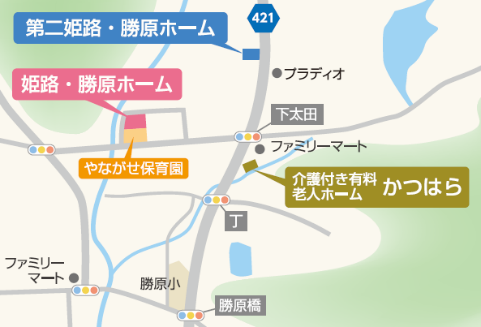 421
第二姫路・勝原ホーム
プラディオ
姫路・勝原ホーム
下太田
ファミリーマート
やながせ保育園
介護付き有料
老人ホーム かつはら
丁
ファミリー
マート
勝原小
勝原橋